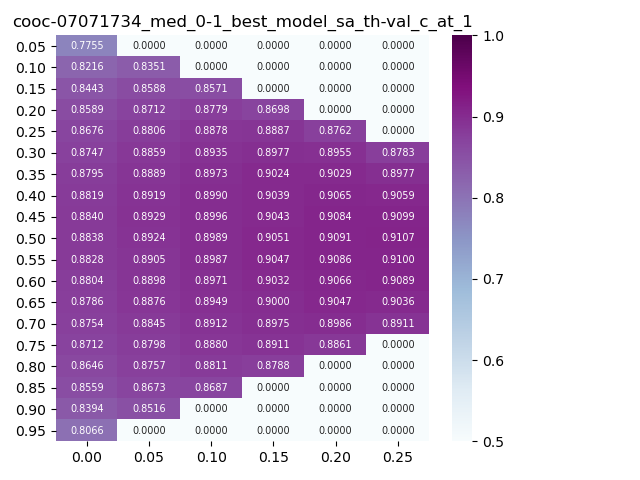 cooc-07071734_med_0-1_best_model_sa_th-val_c_at_1
0.05 0.7755 0.0000 0.0000 0.0000 0.0000 0.0000
0.10 0.8216 0.8351 0.0000 0.0000 0.0000 0.0000
0.15 0.8443 0.8588 0.8571 0.0000 0.0000 0.0000
0.20 0.8589 0.8712 0.8779 0.8698 0.0000 0.0000
0.25 0.8676 0.8806 0.8878 0.8887 0.8762 0.0000
0.30 0.8747 0.8859 0.8935 0.8977 0.8955 0.8783
0.35 0.8795 0.8889 0.8973 0.9024 0.9029 0.8977
0.40 0.8819 0.8919 0.8990 0.9039 0.9065 0.9059
0.45 0.8840 0.8929 0.8996 0.9043 0.9084 0.9099
0.50 0.8838 0.8924 0.8989 0.9051 0.9091 0.9107
0.55 0.8828 0.8905 0.8987 0.9047 0.9086 0.9100
0.60 0.8804 0.8898 0.8971 0.9032 0.9066 0.9089
0.65 0.8786 0.8876 0.8949 0.9000 0.9047 0.9036
0.70 0.8754 0.8845 0.8912 0.8975 0.8986 0.8911
0.75 0.8712 0.8798 0.8880 0.8911 0.8861 0.0000
0.80 0.8646 0.8757 0.8811 0.8788 0.0000 0.0000
0.85 0.8559 0.8673 0.8687 0.0000 0.0000 0.0000
0.90 0.8394 0.8516 0.0000 0.0000 0.0000 0.0000
0.95 0.8066 0.0000 0.0000 0.0000 0.0000 0.0000
0.00 0.05 0.10 0.15 0.20 0.25
1.0
0.9
0.8
0.7
0.6
0.5